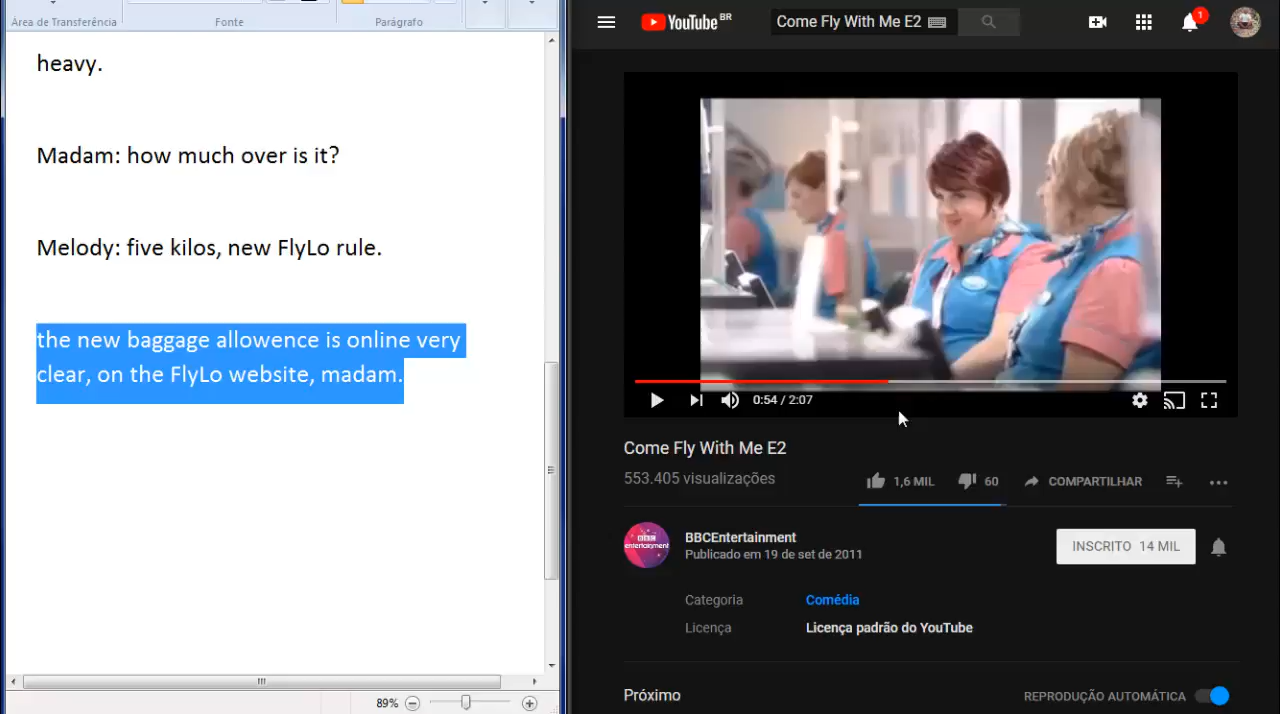 Área de Transferência
Fonte
Parágrafo
heavy.
Madam: how much over is it?
Melody: five kilos, new FlyLo rule.
the new baggage allowence is online very
clear, on the FlyLo website, madam.
89%
YouTube BR
Come Fly With Me E2
1
0:54 / 2:07
Come Fly With Me E2
553.405 visualizações
1,6 MIL
60
COMPARTILHAR
BBC
entertainment
BBCEntertainment
Publicado em 19 de set de 2011
INSCRITO 14 MIL
Categoria
Comédia
Licença
Licença padrão do YouTube
Próximo
REPRODUÇÃO AUTOMÁTICA